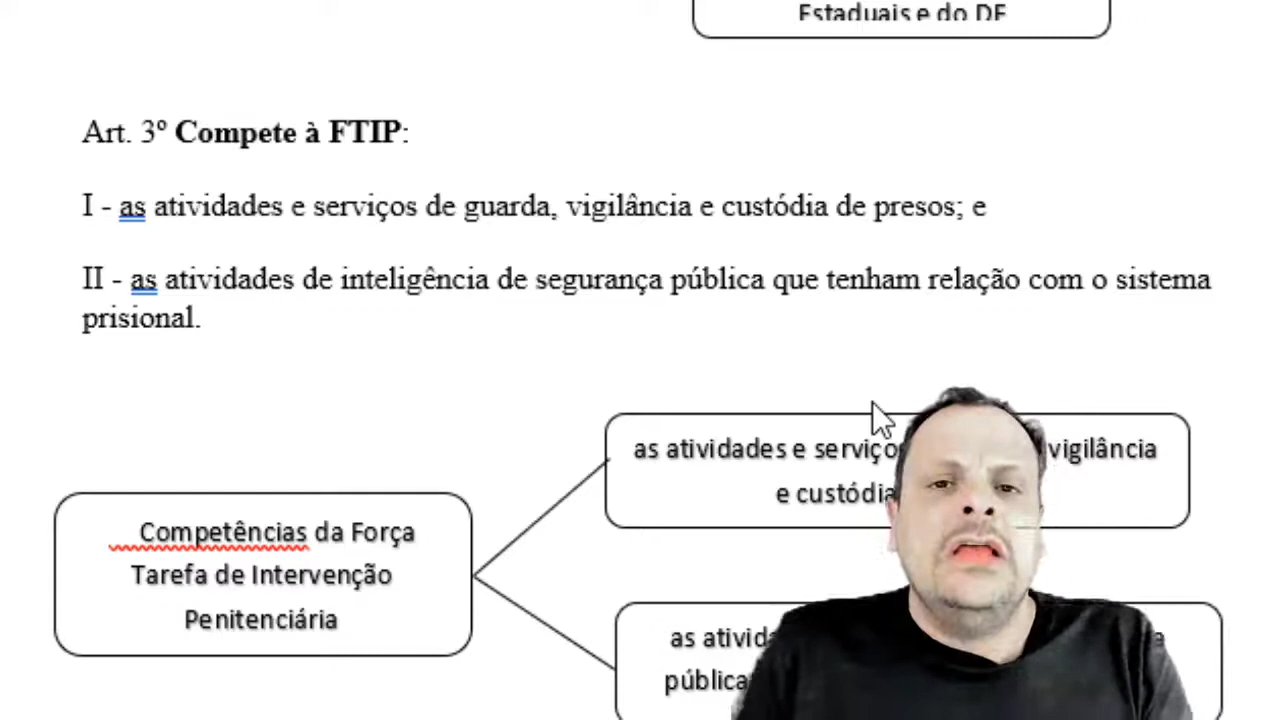 Estaduais e do DF
Art. 3º Compete à FTIP:
I - as atividades e serviços de guarda, vigilância e custódia de presos; e
II - as atividades de inteligência de segurança pública que tenham relação com o sistema
prisional.
as atividades e serviço vigilância
e custódia
Competências da Força
Tarefa de Intervenção
Penitenciária
as ativida
pública